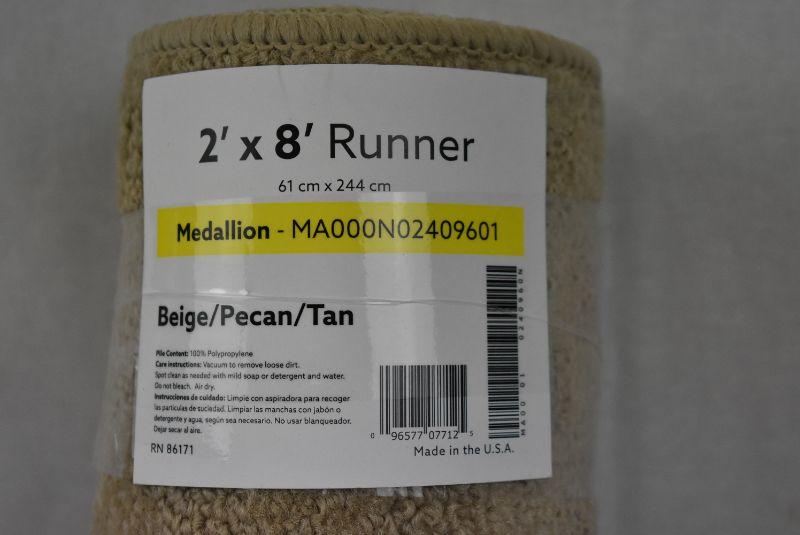 2' x 8' Runner
61 cm x 244 cm
Medallion - MA000N02409601
Beige/Pecan/Tan
Pile Content: 100% Polypropylene
Care instructions: Vacuum to remove loose dirt.
Spot clean as needed with mild soap or detergent and water.
Do not bleach. Air dry.
Instrucciones de cuidado: Limpie con aspiradora para recoger
las partículas de suciedad. Limpiar las manchas con jabón o
detergente y agua, según sea necesario. No usar blanqueador.
Dejar secar al aire.
RN 86171
0 96577 07712 5
Made in the U.S.A.
MA00 01 0240960N